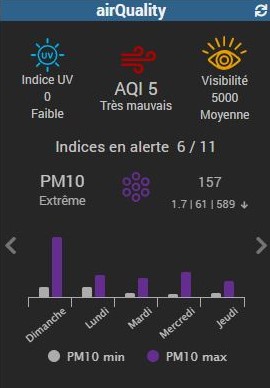 airQuality
UV
Indice UV
0
Faible
AQI 5
Très mauvais
Visibilité
5000
Moyenne
Indices en alerte 6 / 11
PM10
Extrême
157
1.7 | 61 | 589 ↓
Dimanche
Lundi
Mardi
Mercredi
Jeudi
PM10 min
PM10 max